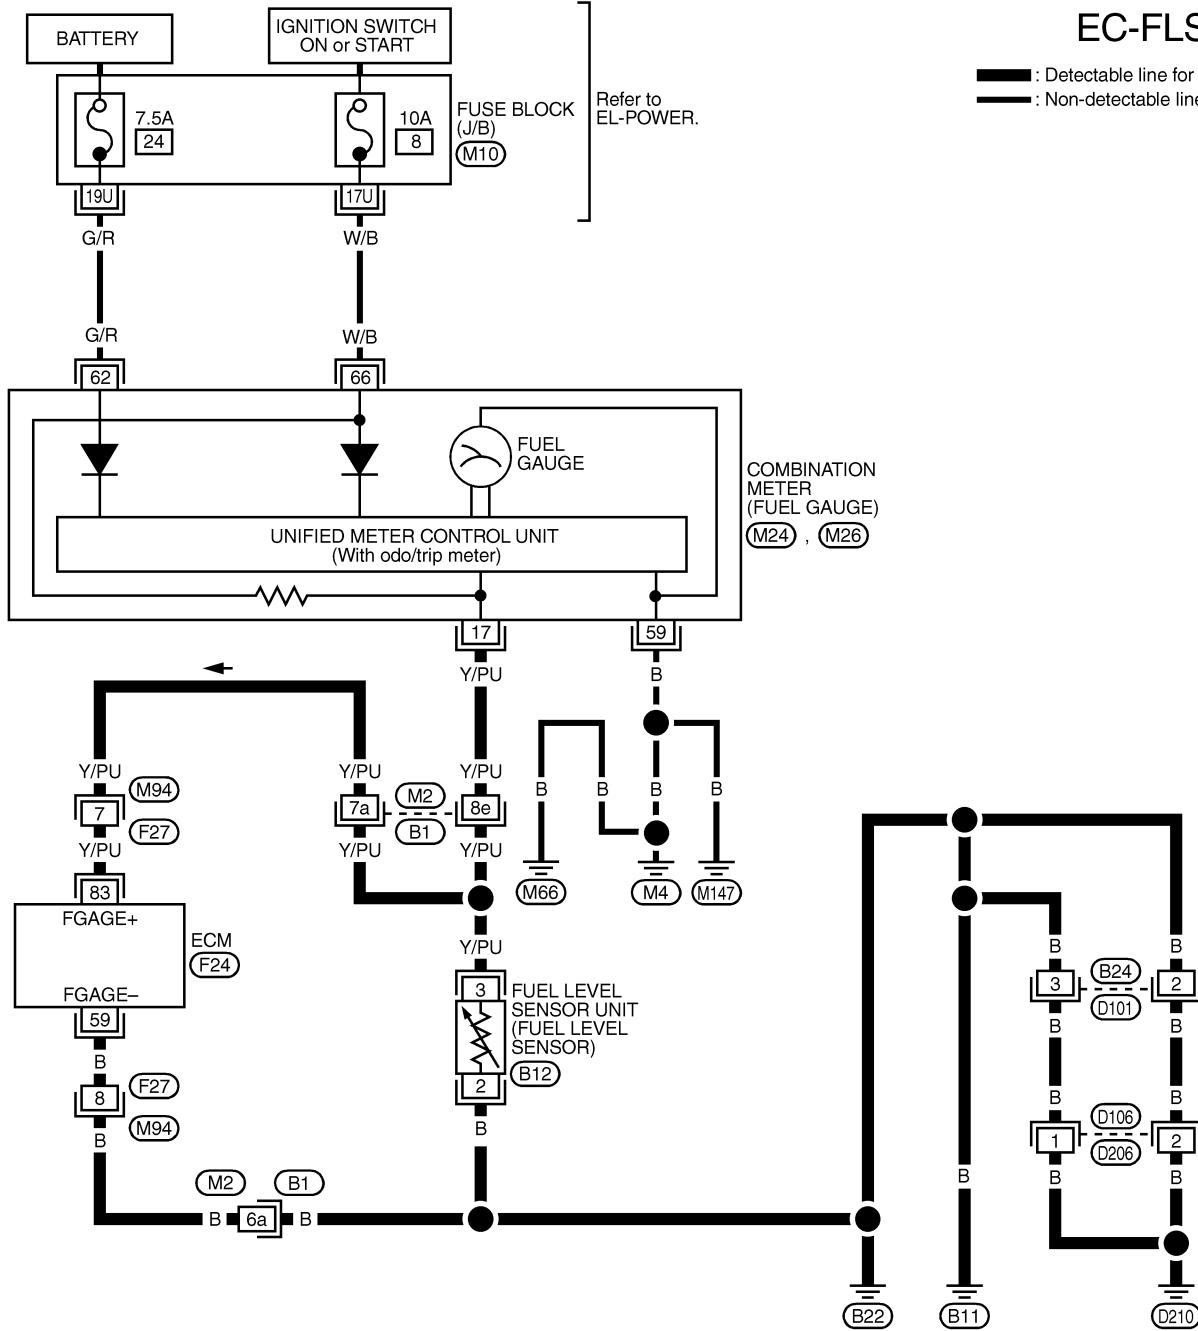 EC-FLS
BATTERY
IGNITION SWITCH
ON or START
: Detectable line for
: Non-detectable line
7.5A
24
10A
8
FUSE BLOCK
(J/B)
M10
Refer to
EL-POWER.
19U
17U
G/R
W/B
G/R
W/B
62
66
FUEL
GAUGE
COMBINATION
METER
(FUEL GAUGE)
M24 , M26
UNIFIED METER CONTROL UNIT
(With odo/trip meter)
17
59
Y/PU
B
Y/PU
Y/PU
Y/PU
M94
7
F27
7a
M2
B1
8e
B
B
B
B
Y/PU
Y/PU
Y/PU
M66
M4
M147
83
FGAGE+
ECM
F24
FGAGE–
59
Y/PU
3
FUEL LEVEL
SENSOR UNIT
(FUEL LEVEL
SENSOR)
B12
2
B
B
B
3
B24
D101
2
B
B
B
F27
8
M94
B
B
B
1
D106
D206
2
B
B
B
M2
B1
B
6a
B
B22
B11
D210